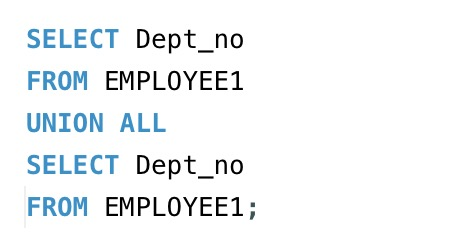 SELECT Dept_no
FROM EMPLOYEE1
UNION ALL
SELECT Dept_no
FROM EMPLOYEE1;